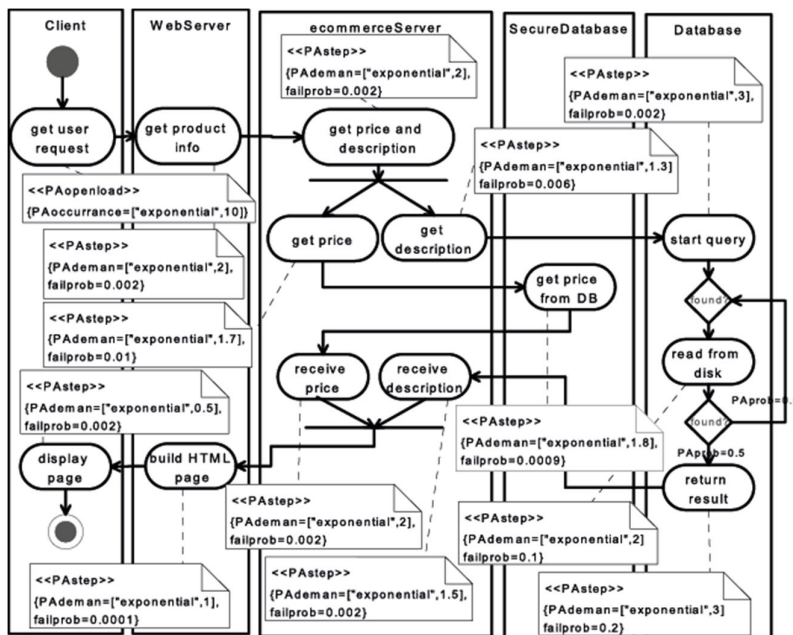 Client
WebServer
ecommerceServer
SecureDatabase
Database
<<PAstep>>
{PAdeman=["exponential",2],
failprob=0.002}
<<PAstep>>
{PAdeman=["exponential",3],
failprob=0.002}
get user
request
get product
info
get price and
description
<<PAstep>>
{PAdeman=["exponential",1.3]
failprob=0.006}
<<PAopenload>>
{PAoccurrance=["exponential",10]}
get price
get
description
start query
<<PAstep>>
{PAdeman=["exponential",2],
failprob=0.002}
get price
from DB
found?
<<PAstep>>
{PAdeman=["exponential",1.7],
failprob=0.01}
receive
price
receive
description
read from
disk
<<PAstep>>
{PAdeman=["exponential",0.5],
failprob=0.002}
PAprob=0.
found?
<<PAstep>>
{PAdeman=["exponential",1.8],
failprob=0.0009}
PAprob=0.5
display
page
build HTML
page
return
result
<<PAstep>>
{PAdeman=["exponential",2],
failprob=0.002}
<<PAstep>>
{PAdeman=["exponential",2]
failprob=0.1}
<<PAstep>>
{PAdeman=["exponential",1],
failprob=0.0001}
<<PAstep>>
{PAdeman=["exponential",1.5],
failprob=0.002}
<<PAstep>>
{PAdeman=["exponential",3]
failprob=0.2}